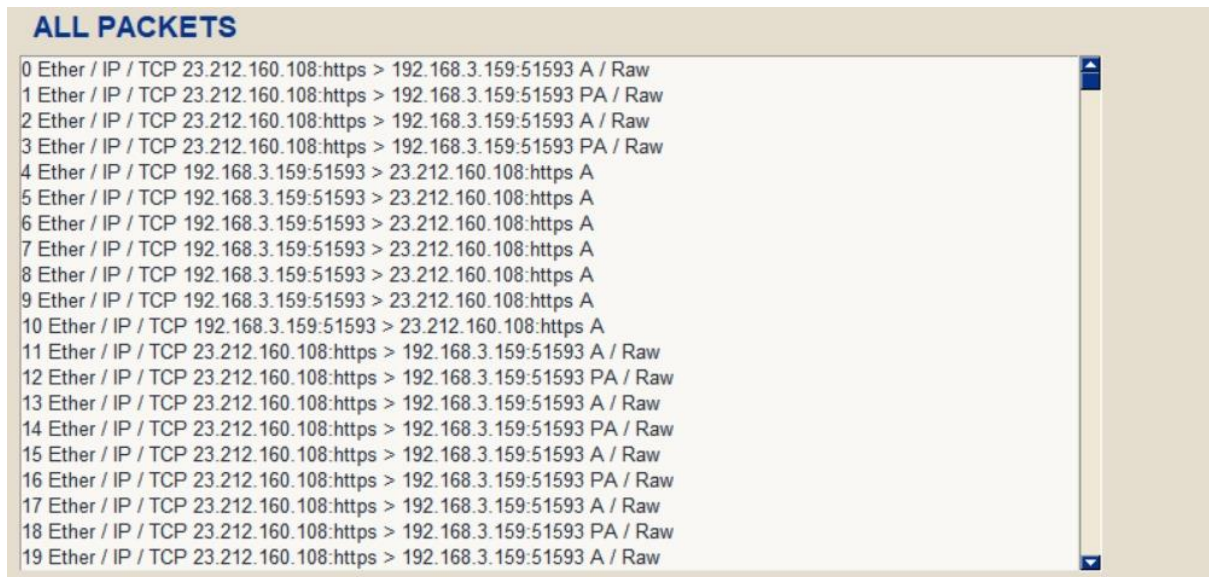 ALL PACKETS
0 Ether / IP / TCP 23.212.160.108:https > 192.168.3.159:51593 A / Raw
1 Ether / IP / TCP 23.212.160.108:https > 192.168.3.159:51593 PA / Raw
2 Ether / IP / TCP 23.212.160.108:https > 192.168.3.159:51593 A / Raw
3 Ether / IP / TCP 23.212.160.108:https > 192.168.3.159:51593 PA / Raw
4 Ether / IP / TCP 192.168.3.159:51593 > 23.212.160.108:https A
5 Ether / IP / TCP 192.168.3.159:51593 > 23.212.160.108:https A
6 Ether / IP / TCP 192.168.3.159:51593 > 23.212.160.108:https A
7 Ether / IP / TCP 192.168.3.159:51593 > 23.212.160.108:https A
8 Ether / IP / TCP 192.168.3.159:51593 > 23.212.160.108:https A
9 Ether / IP / TCP 192.168.3.159:51593 > 23.212.160.108:https A
10 Ether / IP / TCP 192.168.3.159:51593 > 23.212.160.108:https A
11 Ether / IP / TCP 23.212.160.108:https > 192.168.3.159:51593 A / Raw
12 Ether / IP / TCP 23.212.160.108:https > 192.168.3.159:51593 PA / Raw
13 Ether / IP / TCP 23.212.160.108:https > 192.168.3.159:51593 A / Raw
14 Ether / IP / TCP 23.212.160.108:https > 192.168.3.159:51593 PA / Raw
15 Ether / IP / TCP 23.212.160.108:https > 192.168.3.159:51593 A / Raw
16 Ether / IP / TCP 23.212.160.108:https > 192.168.3.159:51593 PA / Raw
17 Ether / IP / TCP 23.212.160.108:https > 192.168.3.159:51593 A / Raw
18 Ether / IP / TCP 23.212.160.108:https > 192.168.3.159:51593 PA / Raw
19 Ether / IP / TCP 23.212.160.108:https > 192.168.3.159:51593 A / Raw